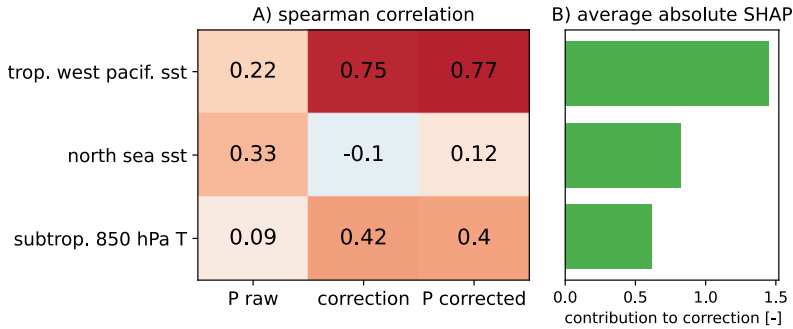 A) spearman correlation
B) average absolute SHAP
trop. west pacif. sst
0.22 0.75 0.77
north sea sst
0.33 -0.1 0.12
subtrop. 850 hPa T
0.09 0.42 0.4
P raw correction P corrected
0.0 0.5 1.0 1.5
contribution to correction [-]